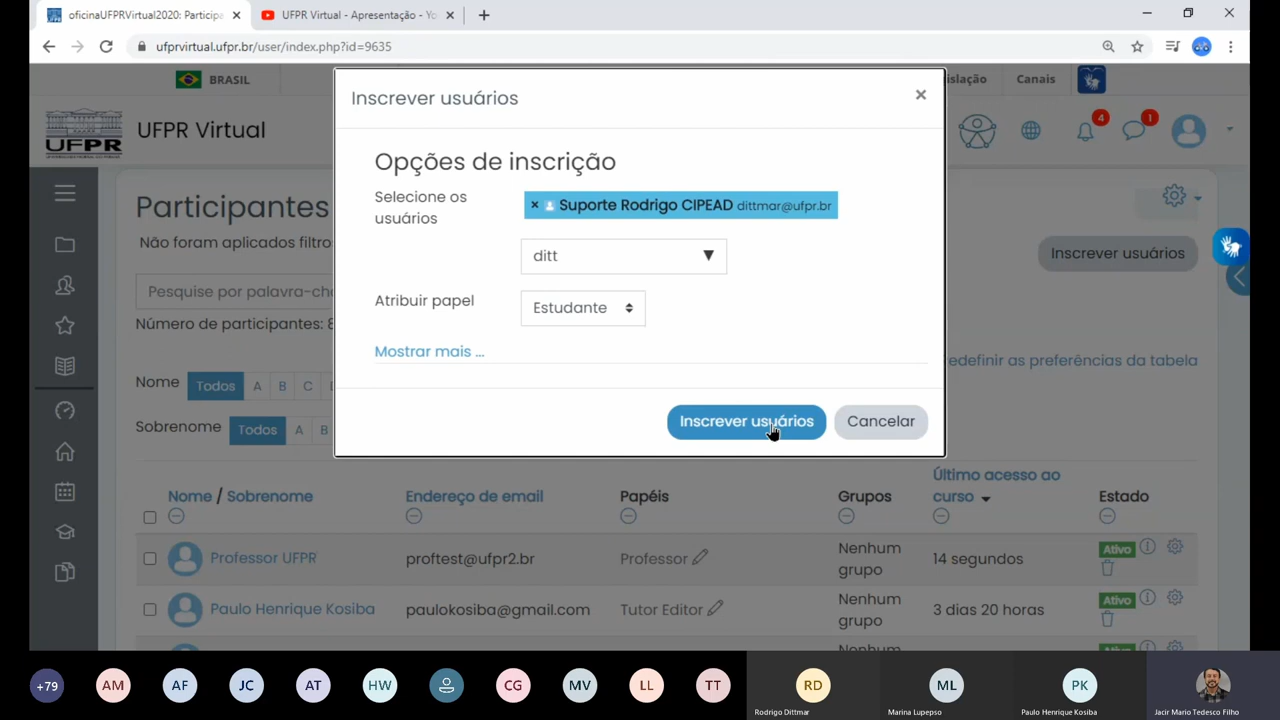 oficinaUFPRVirtual2020: Participa
UFPR Virtual - Apresentação - Yo
ufprvirtual.ufpr.br/user/index.php?id=9635
BRASIL
islação
Canais
UFPR
UFPR Virtual
4
1
Inscrever usuários
×
Opções de inscrição
Selecione os
usuários
× Suporte Rodrigo CIPEAD dittmar@ufpr.br
ditt
Atribuir papel
Estudante
Mostrar mais ...
Inscrever usuários
Cancelar
Participantes
Não foram aplicados filtro
Inscrever usuários
Pesquise por palavra-ch
Número de participantes: 8
edefinir as preferências da tabela
Nome Todos A B C
Sobrenome Todos A B
Nome / Sobrenome
Endereço de email
Papéis
Grupos
Último acesso ao
curso
Estado
Professor UFPR
proftest@ufpr2.br
Professor
Nenhum
grupo
14 segundos
Ativo
Paulo Henrique Kosiba
paulokosiba@gmail.com
Tutor Editor
Nenhum
grupo
3 dias 20 horas
Ativo
+79
AM
AF
JC
AT
HW
CG
MV
LL
TT
RD
Rodrigo Dittmar
ML
Marina Lupepso
PK
Paulo Henrique Kosiba
Jacir Mario Tedesco Filho